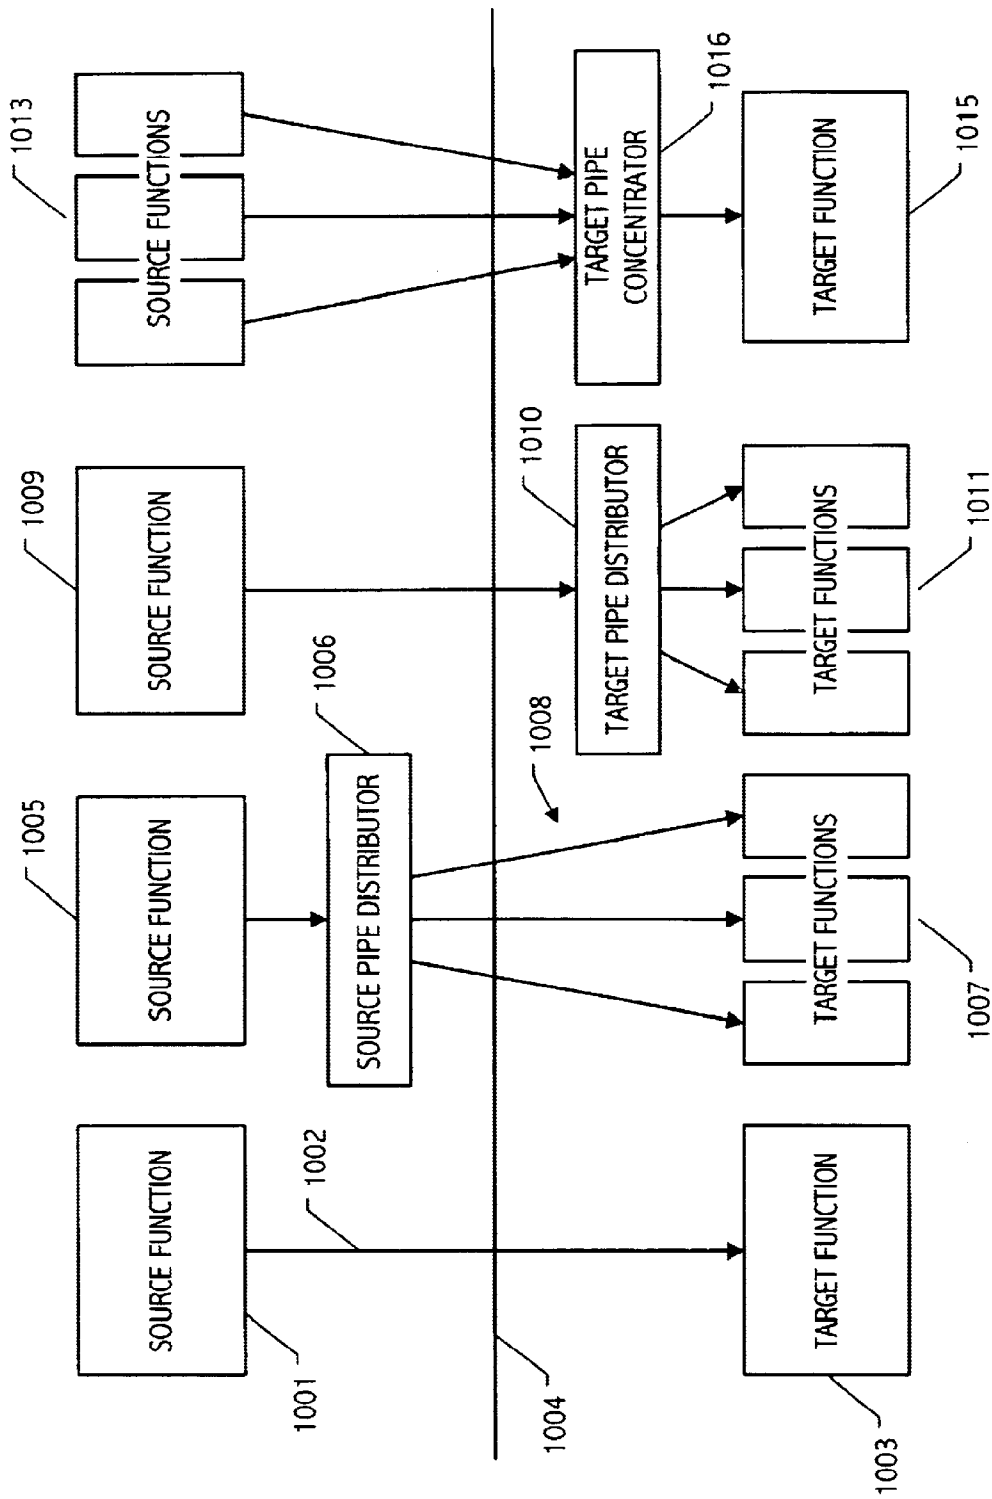 1005
1009
1013
SOURCE FUNCTION
SOURCE FUNCTION
SOURCE FUNCTION
SOURCE FUNCTIONS
1001
1002
1006
SOURCE PIPE DISTRIBUTOR
1004
1008
1010
TARGET PIPE DISTRIBUTOR
TARGET PIPE
CONCENTRATOR
1016
TARGET FUNCTION
TARGET FUNCTIONS
TARGET FUNCTIONS
TARGET FUNCTION
1003
1007
1011
1015